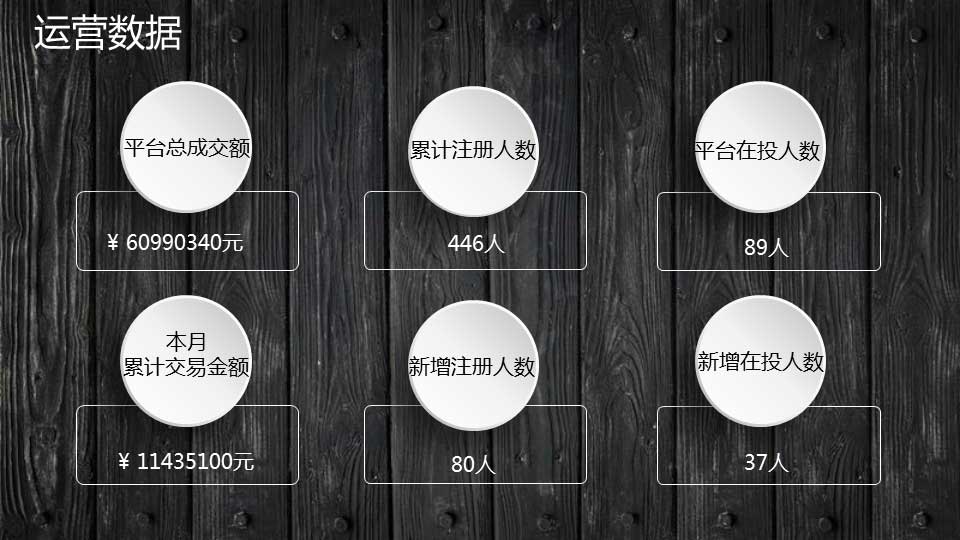 运营数据
平台总成交额
累计注册人数
平台在投人数
¥ 60990340元
446人
89人
本月
累计交易金额
新增注册人数
新增在投人数
¥ 11435100元
80人
37人